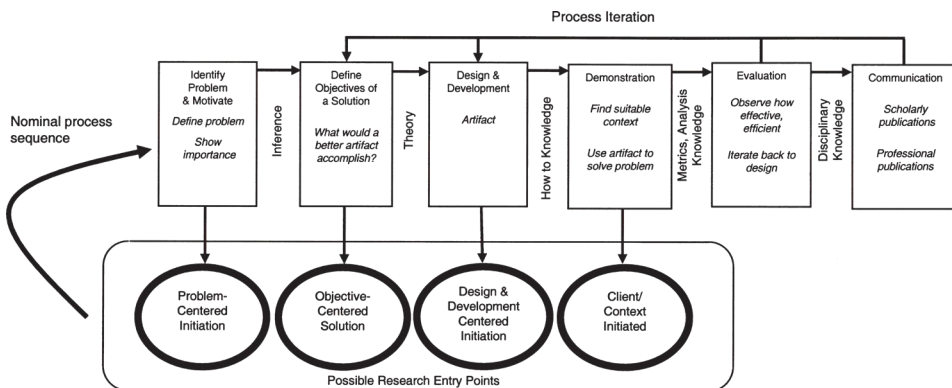 Process Iteration
Nominal process
sequence
Identify
Problem
& Motivate
Define problem
Show
importance
Inference
Define
Objectives of
a Solution
What would a
better artifact
accomplish?
Theory
Design &
Development
Artifact
How to Knowledge
Demonstration
Find suitable
context
Use artifact to
solve problem
Metrics, Analysis
Knowledge
Evaluation
Observe how
effective,
efficient
Iterate back to
design
Disciplinary
Knowledge
Communication
Scholarly
publications
Professional
publications
Problem-
Centered
Initiation
Objective-
Centered
Solution
Design &
Development
Centered
Initiation
Client/
Context
Initiated
Possible Research Entry Points